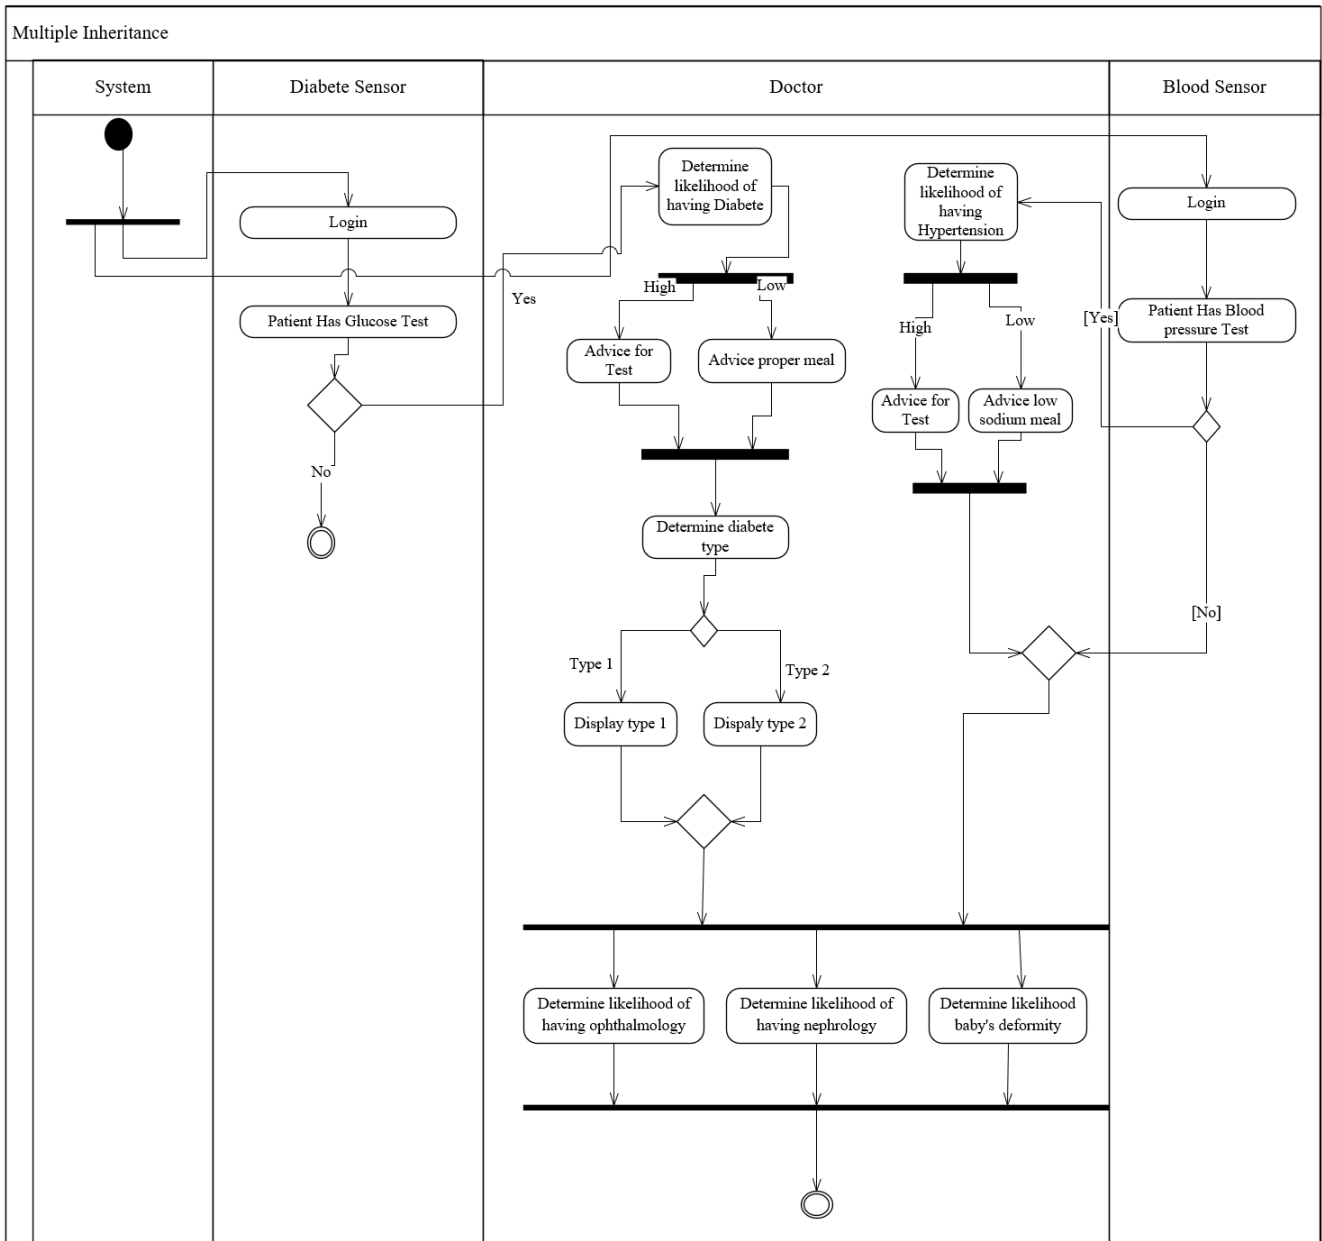 Multiple Inheritance
System
Diabete Sensor
Doctor
Blood Sensor
Determine
likelihood of
having Diabete
Determine
likelihood of
having
Hypertension
Login
Login
Yes
High
Low
Patient Has Glucose Test
High
Low
[Yes]
Patient Has Blood
pressure Test
Advice for
Test
Advice proper meal
Advice for
Test
Advice low
sodium meal
No
Determine diabete
type
[No]
Type 1
Type 2
Display type 1
Dispaly type 2
Determine likelihood of
having ophthalmology
Determine likelihood of
having nephrology
Determine likelihood
baby's deformity